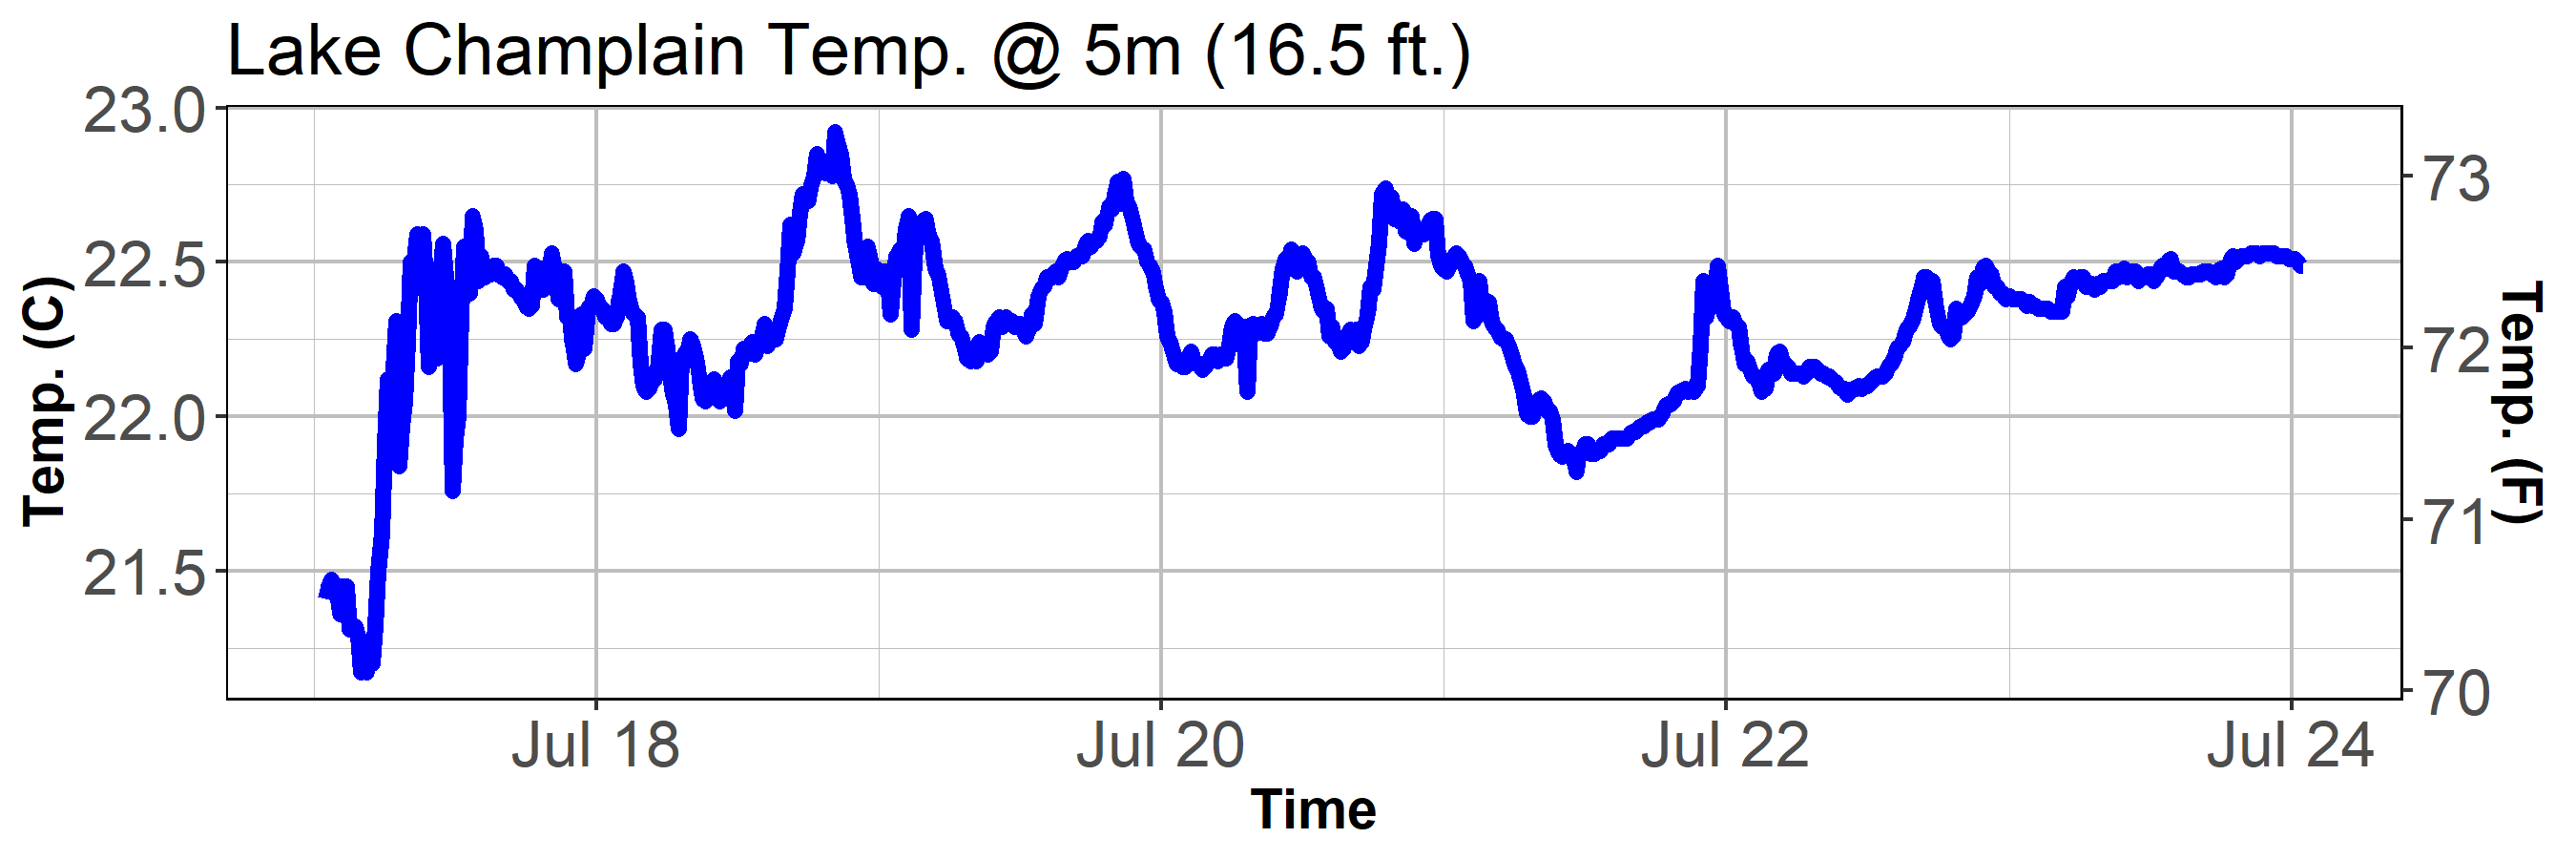 Lake Champlain Temp. @ 5m (16.5 ft.)
23.0
22.5
22.0
21.5
Temp. (C)
73
72
71
70
Temp. (F)
Jul 18 Jul 20 Jul 22 Jul 24
Time